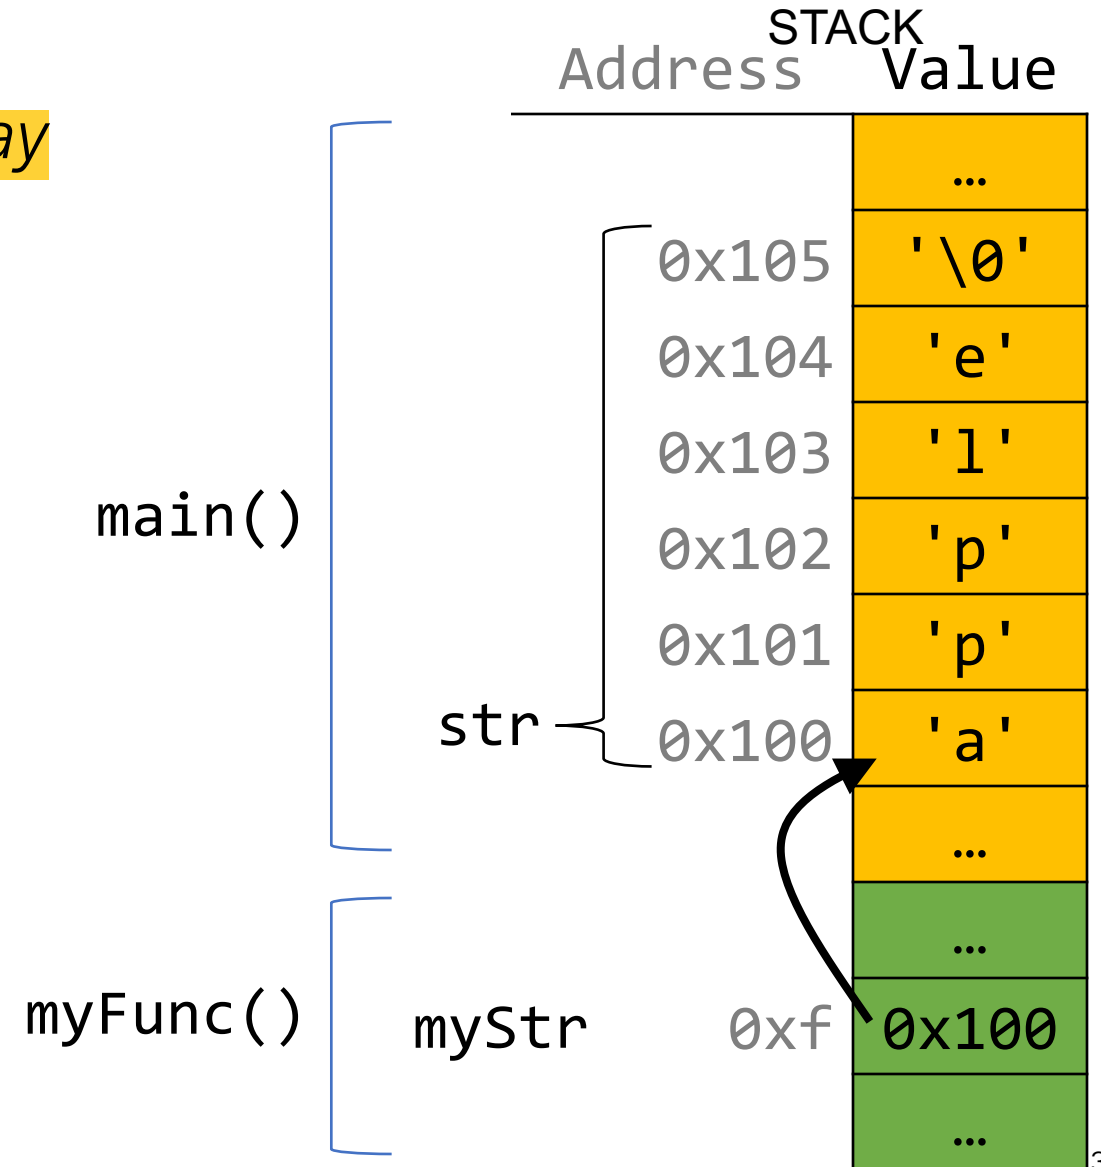 STACK
Address Value
ay
…
0x105 '\0'
0x104 'e'
0x103 'l'
main()
0x102 'p'
0x101 'p'
str 0x100 'a'
…
…
myFunc() myStr 0xf 0x100
…